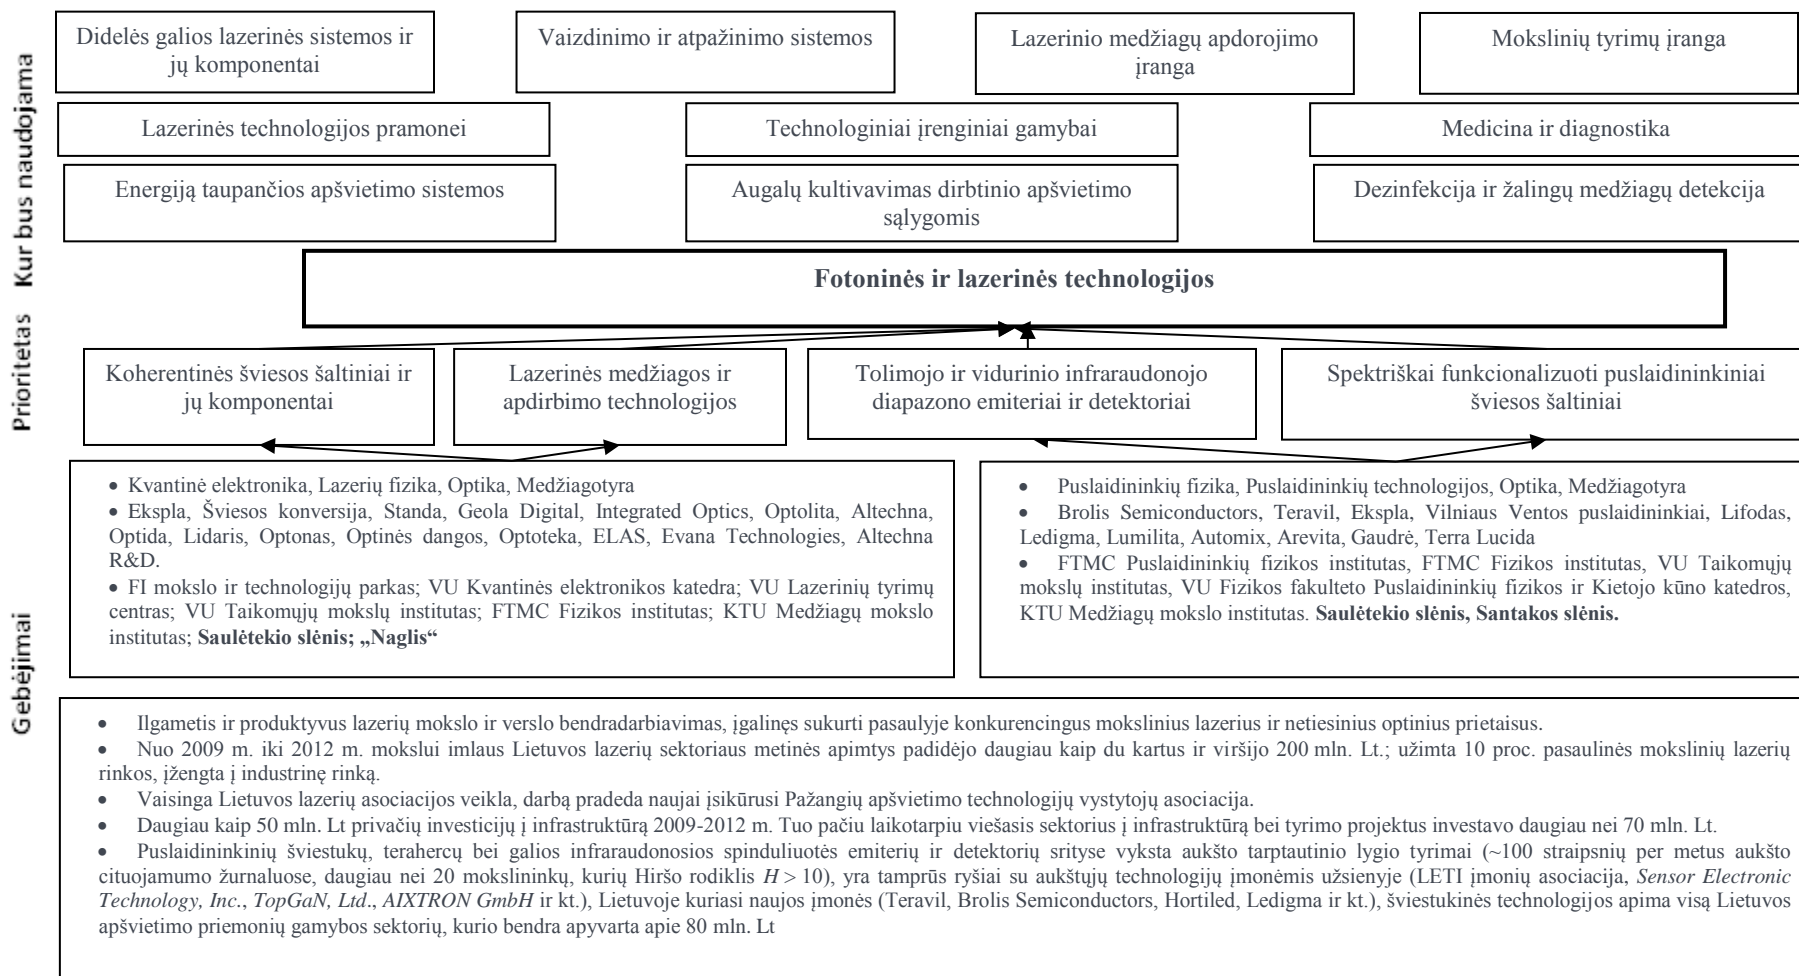 Kur bus naudojama
Didelės galios lazerinės sistemos ir
jų komponentai
Vaizdinimo ir atpažinimo sistemos
Lazerinio medžiagų apdorojimo
įranga
Mokslinių tyrimų įranga
Lazerinės technologijos pramonei
Technologiniai įrenginiai gamybai
Medicina ir diagnostika
Energiją taupančios apšvietimo sistemos
Augalų kultivavimas dirbtinio apšvietimo
sąlygomis
Dezinfekcija ir žalingų medžiagų detekcija
Prioritetas
Fotoninės ir lazerinės technologijos
Koherentinės šviesos šaltiniai ir
jų komponentai
Lazerinės medžiagos ir
apdirbimo technologijos
Tolimojo ir vidurinio infraraudonojo
diapazono emiteriai ir detektoriai
Spektriškai funkcionalizuoti puslaidininkiniai
šviesos šaltiniai
Gebėjimai
• Kvantinė elektronika, Lazerių fizika, Optika, Medžiagotyra
• Ekspla, Šviesos konversija, Standa, Geola Digital, Integrated Optics, Optolita, Altechna,
Optida, Lidaris, Optonas, Optinės dangos, Optoteka, ELAS, Evana Technologies, Altechna
R&D.
• FI mokslo ir technologijų parkas; VU Kvantinės elektronikos katedra; VU Lazerinių tyrimų
centras; VU Taikomųjų mokslų institutas; FTMC Fizikos institutas; KTU Medžiagų mokslo
institutas; Saulėtekio slėnis; „Naglis“
• Puslaidininkių fizika, Puslaidininkių technologijos, Optika, Medžiagotyra
• Brolis Semiconductors, Teravil, Ekspla, Vilniaus Ventos puslaidininkiai, Lifodas,
Ledigma, Lumilita, Automix, Arevita, Gaudrė, Terra Lucida
• FTMC Puslaidininkių fizikos institutas, FTMC Fizikos institutas, VU Taikomųjų
mokslų institutas, VU Fizikos fakulteto Puslaidininkių fizikos ir Kietojo kūno katedros,
KTU Medžiagų mokslo institutas. Saulėtekio slėnis, Santakos slėnis.
• Ilgametis ir produktyvus lazerių mokslo ir verslo bendradarbiavimas, įgalinęs sukurti pasaulyje konkurencingus mokslinius lazerius ir netiesinius optinius prietaisus.
• Nuo 2009 m. iki 2012 m. mokslui imlaus Lietuvos lazerių sektoriaus metinės apimtys padidėjo daugiau kaip du kartus ir viršijo 200 mln. Lt.; užimta 10 proc. pasaulinės mokslinių lazerių
rinkos, įžengta į industrinę rinką.
• Vaisinga Lietuvos lazerių asociacijos veikla, darbą pradeda naujai įsikūrusi Pažangių apšvietimo technologijų vystytojų asociacija.
• Daugiau kaip 50 mln. Lt privačių investicijų į infrastruktūrą 2009-2012 m. Tuo pačiu laikotarpiu viešasis sektorius į infrastruktūrą bei tyrimo projektus investavo daugiau nei 70 mln. Lt.
• Puslaidininkinių šviestukų, terahercų bei galios infraraudonosios spinduliuotės emiterių ir detektorių srityse vyksta aukšto tarptautinio lygio tyrimai (~100 straipsnių per metus aukšto
cituojamumo žurnaluose, daugiau nei 20 mokslininkų, kurių Hiršo rodiklis H > 10), yra tamprūs ryšiai su aukštųjų technologijų įmonėmis užsienyje (LETI įmonių asociacija, Sensor Electronic
Technology, Inc., TopGaN, Ltd., AIXTRON GmbH ir kt.), Lietuvoje kuriasi naujos įmonės (Teravil, Brolis Semiconductors, Hortiled, Ledigma ir kt.), šviestukinės technologijos apima visą Lietuvos
apšvietimo priemonių gamybos sektorių, kurio bendra apyvarta apie 80 mln. Lt